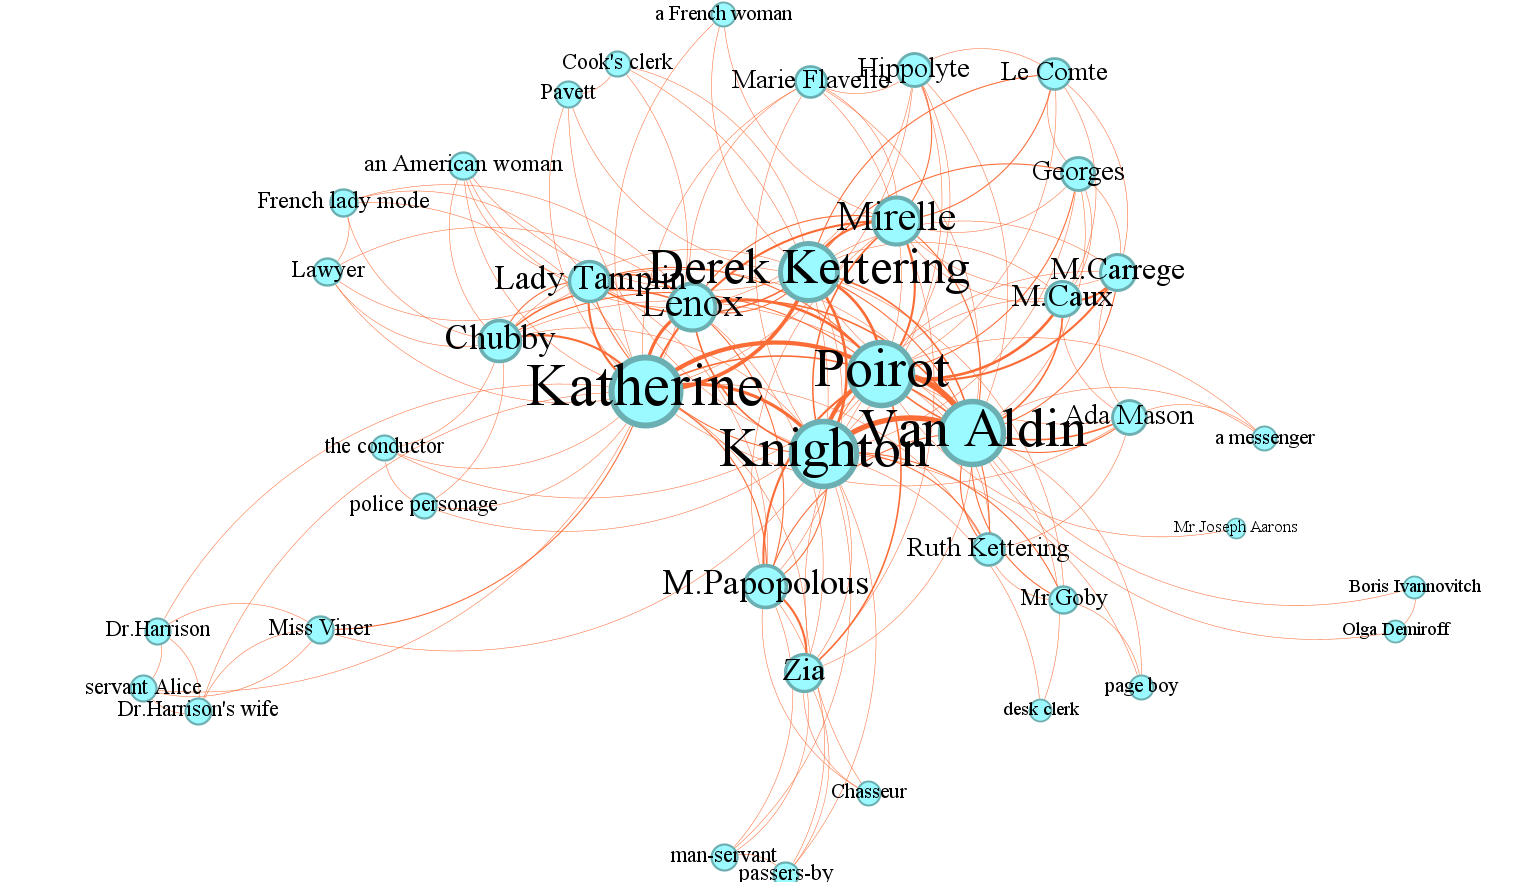 a French woman
Cook's clerk
Marie Flavelle
Hippolyte
Le Comte
Pavett
an American woman
Georges
French lady mode
Mirelle
Lawyer
Lady Tamplin
Derek Kettering
M.Carrege
Lenox
M.Caux
Chubby
Katherine
Poirot
Ada Mason
Van Aldin
a messenger
the conductor
Knighton
police personage
Mr.Joseph Aarons
Ruth Kettering
M.Papopolous
Mr.Goby
Boris Ivannovitch
Dr.Harrison
Miss Viner
Olga Demiroff
Zia
servant Alice
page boy
Dr.Harrison's wife
desk clerk
Chasseur
man-servant
passers-by